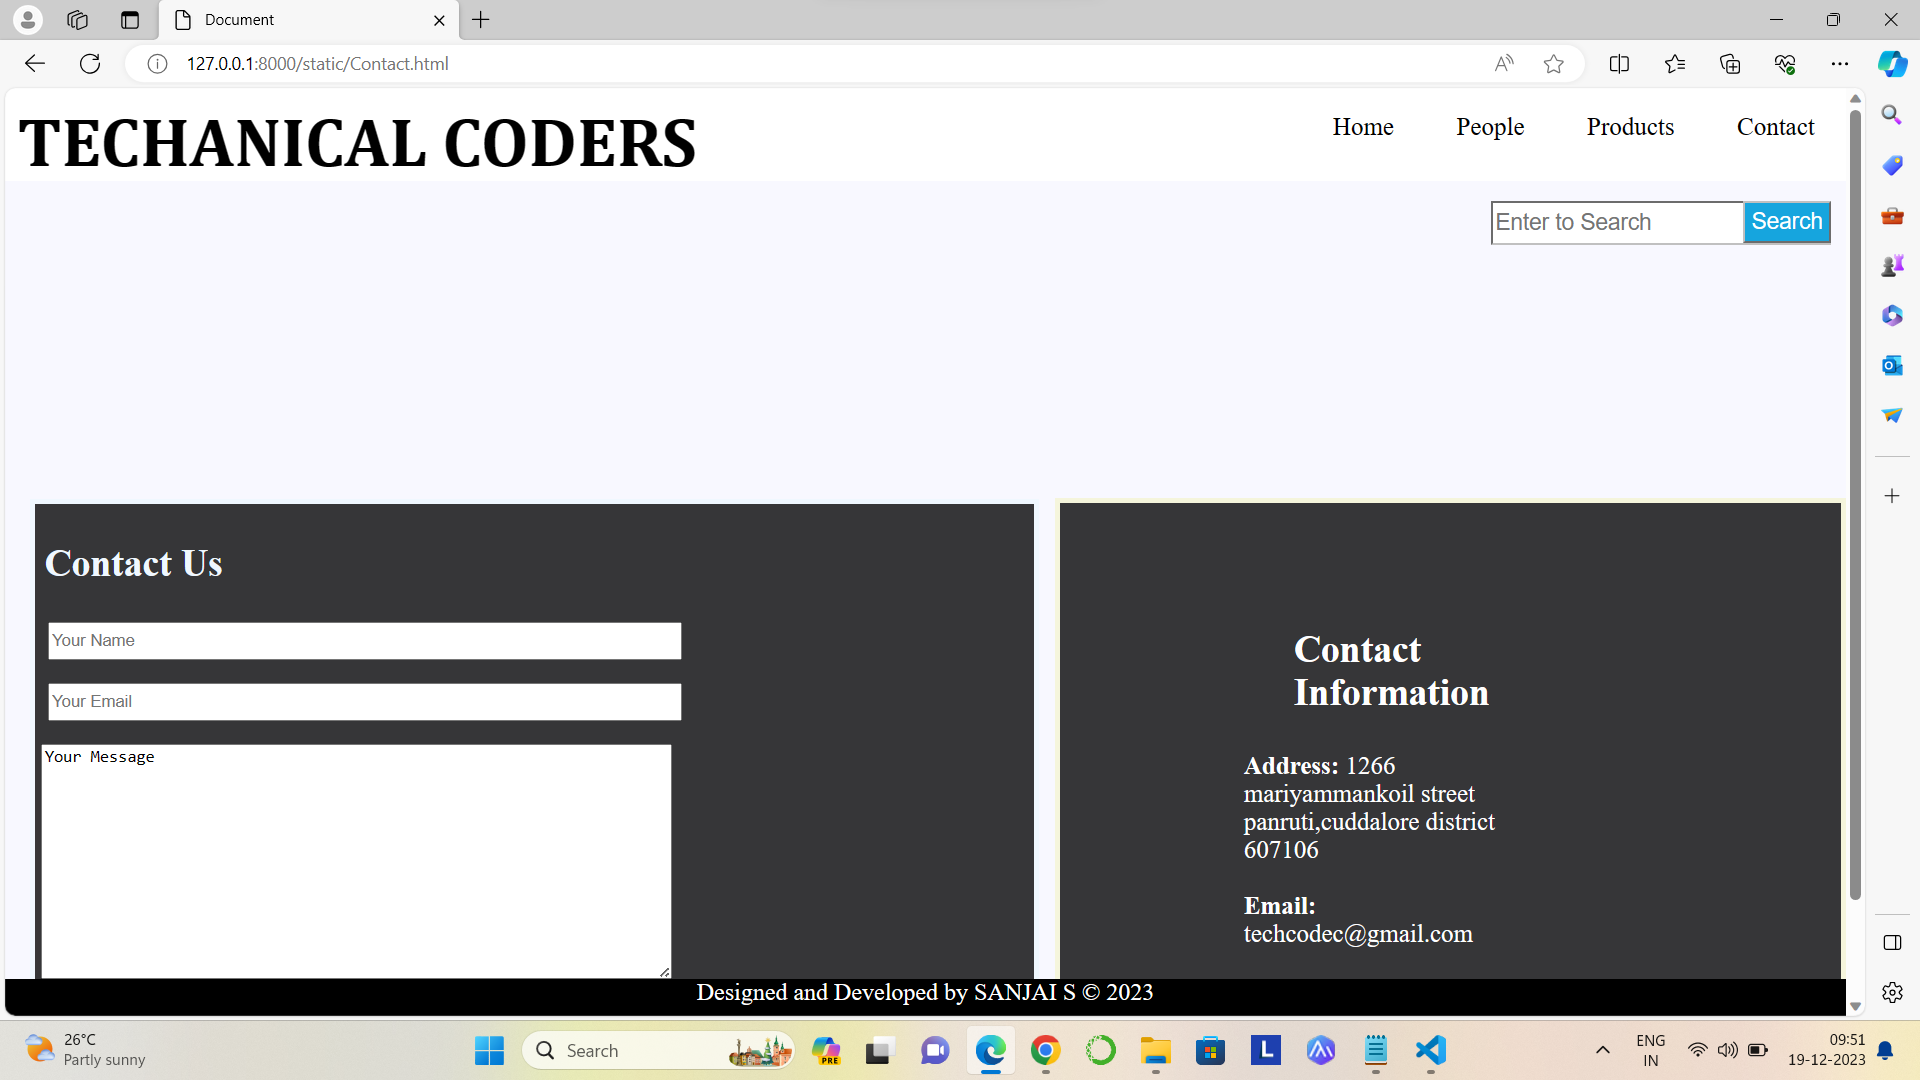 Document
127.0.0.1:8000/static/Contact.html
TECHANICAL CODERS
Home People Products Contact
Enter to Search Search
Contact Us
Your Name
Your Email
Your Message
Contact
Information
Address: 1266
mariyammankoil street
panruti,cuddalore district
607106
Email:
techcodec@gmail.com
Designed and Developed by SANJAI S © 2023
26°C
Partly sunny
Search
PRE
L
ENG
IN
09:51
19-12-2023